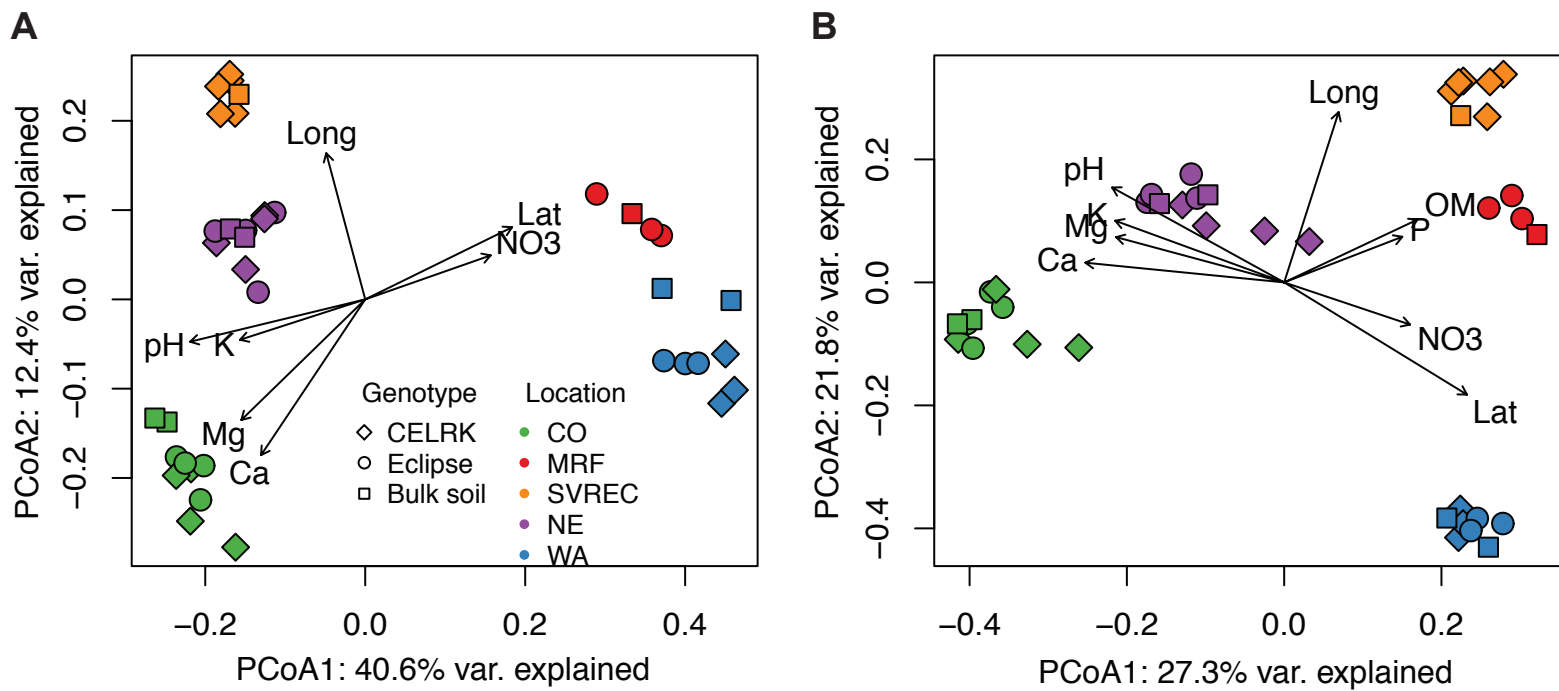 A
PCoA2: 12.4% var. explained
0.2
0.1
0.0
−0.1
−0.2
Long
Lat
NO3
pH
K
Mg
Ca
Genotype
CELRK
Eclipse
Bulk soil
Location
CO
MRF
SVREC
NE
WA
−0.2
0.0
0.2
0.4
PCoA1: 40.6% var. explained
B
PCoA2: 21.8% var. explained
0.2
0.0
−0.2
−0.4
Long
pH
K
Mg
Ca
OM
P
NO3
Lat
−0.4
−0.2
0.0
0.2
PCoA1: 27.3% var. explained